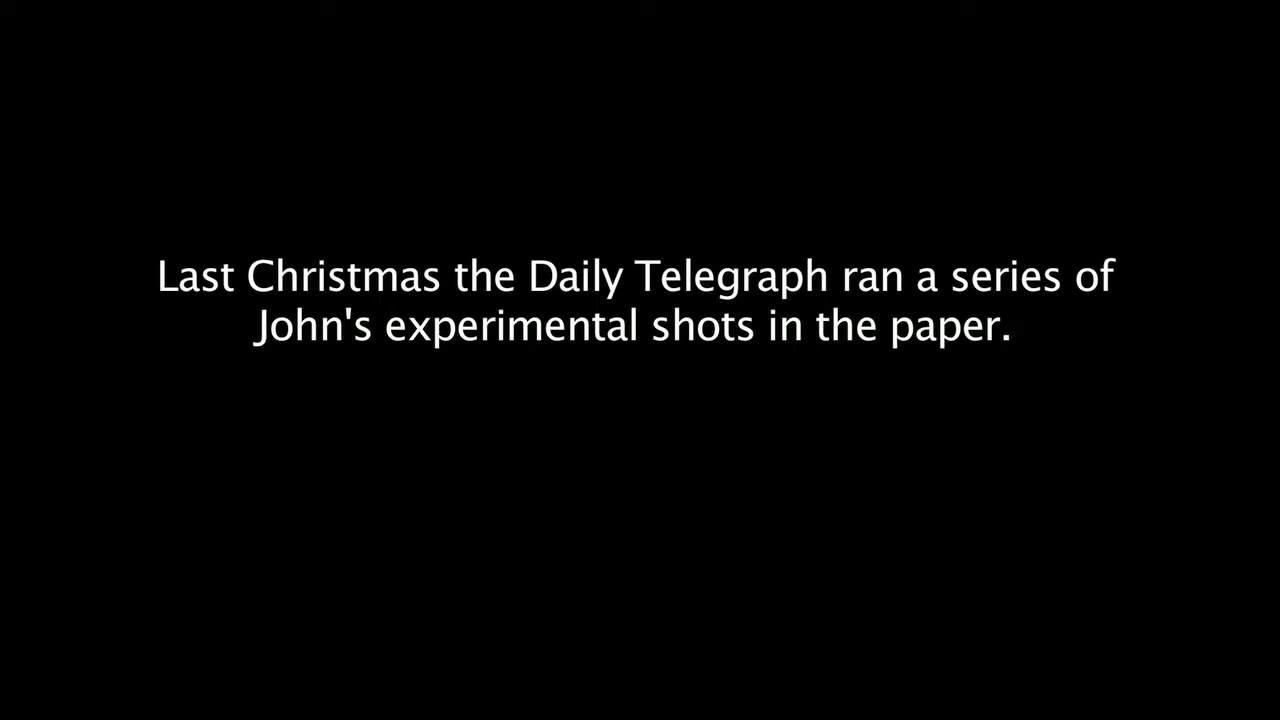 Last Christmas the Daily Telegraph ran a series of
John's experimental shots in the paper.